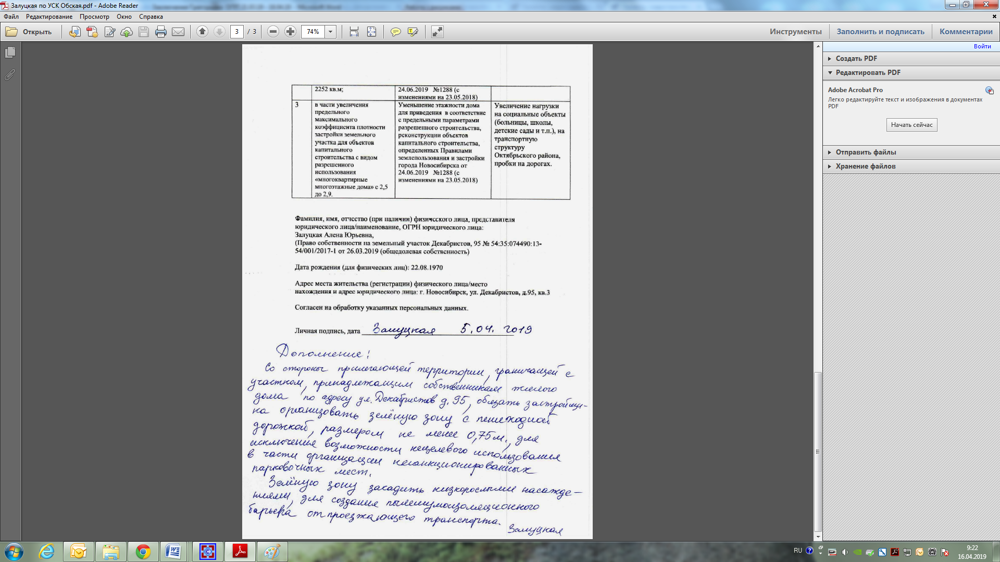 Залуцкая по УСК Обская.pdf - Adobe Reader
Файл Редактирование Просмотр Окно Справка
Открыть 3 / 3 74% Инструменты Заполнить и подписать Комментарии
Войти
Создать PDF
Редактировать PDF
Adobe Acrobat Pro
Легко редактируйте текст и изображения в документах
PDF
Начать сейчас
Отправить файлы
Хранение файлов
2252 кв.м;
24.06.2019 №1288 (с
изменениями на 23.05.2018)
3
в части увеличения
предельного
максимального
коэффициента плотности
застройки земельного
участка для объектов
капитального
строительства с видом
разрешенного
использования
«многоквартирные
многоэтажные дома» с 2,5
до 2,9.
Уменьшение этажности дома
для приведения в соответствие
с предельными параметрами
разрешенного строительства,
реконструкции объектов
капитального строительства,
определенных Правилами
землепользования и застройки
города Новосибирска от
24.06.2019 №1288 (с
изменениями на 23.05.2018)
Увеличение нагрузки
на социальные объекты
(больницы, школы,
детские сады и т.п.), на
транспортную
структуру
Октябрьского района,
пробки на дорогах.
Фамилия, имя, отчество (при наличии) физического лица, представителя
юридического лица/наименование, ОГРН юридического лица:
Залуцкая Алена Юрьевна,
(Право собственности на земельный участок Декабристов, 95 № 54:35:074490:13-
54/001/2017-1 от 26.03.2019 (общедолевая собственность)
Дата рождения (для физических лиц): 22.08.1970
Адрес места жительства (регистрации) физического лица/место
нахождения и адрес юридического лица: г. Новосибирск, ул. Декабристов, д.95, кв.3
Согласен на обработку указанных персональных данных.
Личная подпись, дата Залуцкая 5.04. 2019
Дополнение!
Со стороны прилегающей территории, граничащей с
участком, принадлежащим собственникам жилого
дома по адресу ул. Декабристов д. 95, обязать застройщи-
ка организовать зелёную зону с пешеходной
дорожкой, размером не менее 0,75м., для
исключения возможности нецелевого использования
в части организации несанкционированных
парковочных мест.
Зелёную зону засадить низкорослыми насажде-
ниями, для создания пылешумоизоляционного
барьера от проезжающего транспорта.
Залуцкая
RU
9:22
16.04.2019